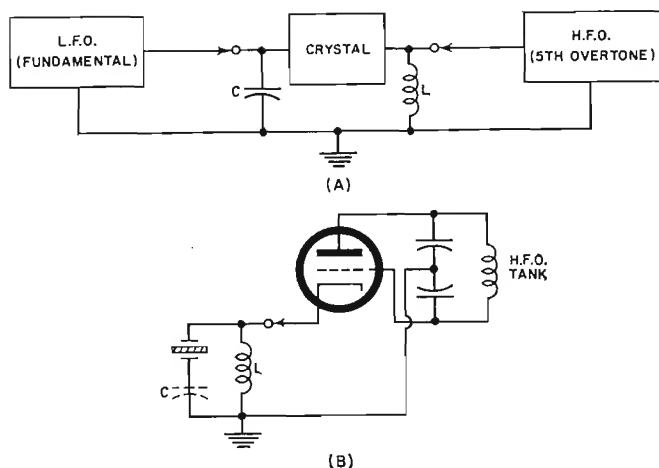 L.F.O.
(FUNDAMENTAL)
CRYSTAL
H.F.O.
(5TH OVERTONE)
C
L
(A)
H.F.O.
TANK
C
L
(B)